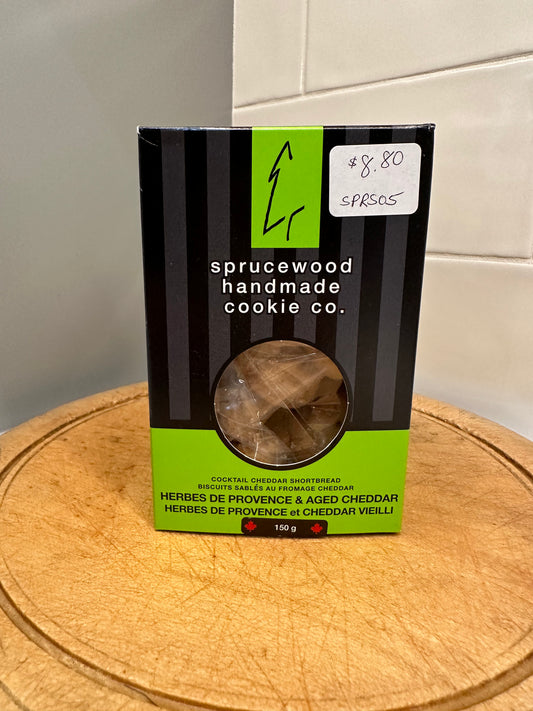 $8.80
SPRS05
sprucewood
handmade
cookie co.
COCKTAIL CHEDDAR SHORTBREAD
BISCUITS SABLÉS AU FROMAGE CHEDDAR
HERBES DE PROVENCE & AGED CHEDDAR
HERBES DE PROVENCE et CHEDDAR VIEILLI
150 g